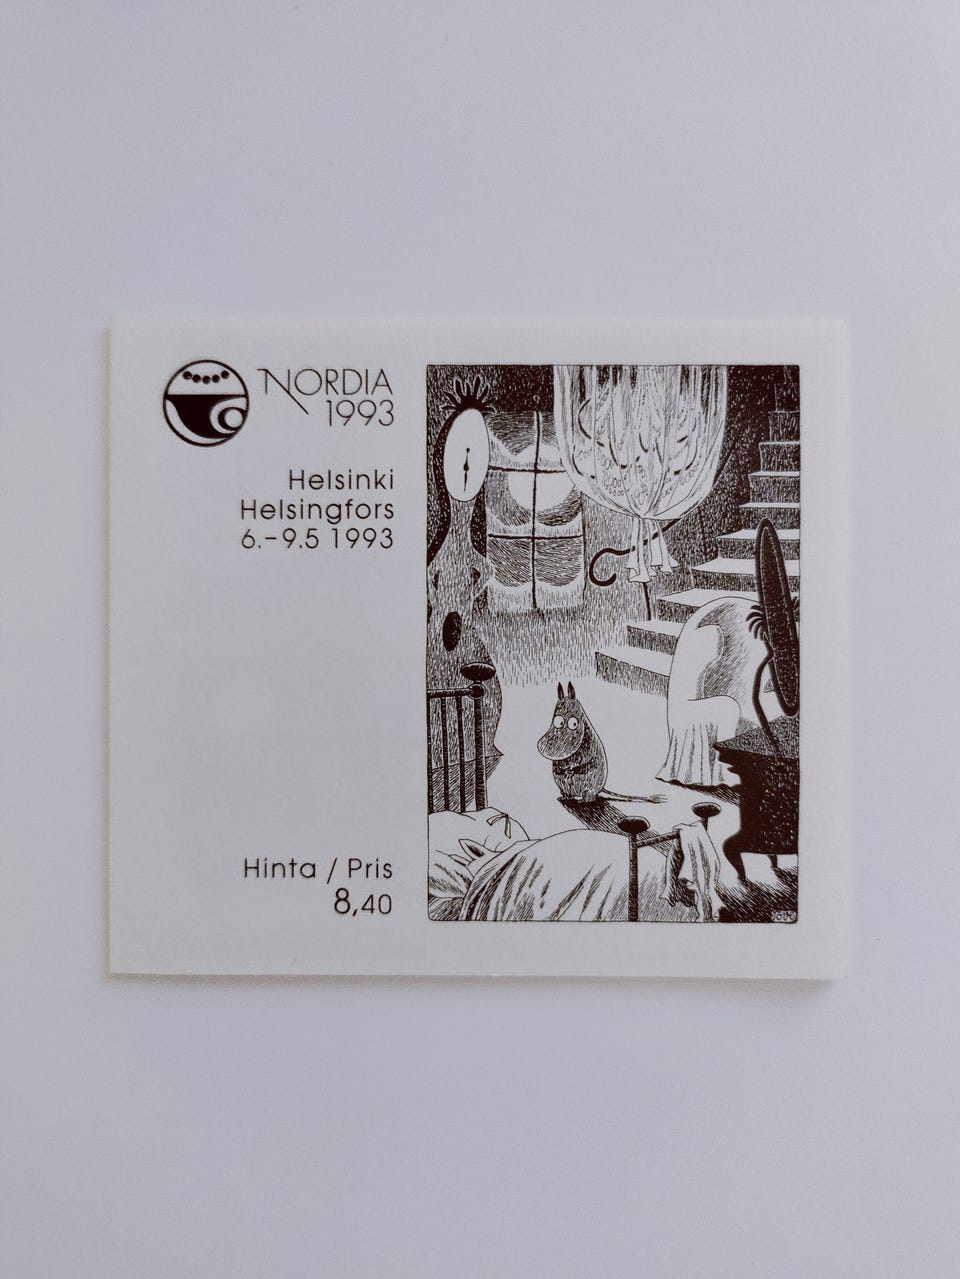 NORDIA
1993
Helsinki
Helsingfors
6.–9.5 1993
Hinta / Pris
8,40